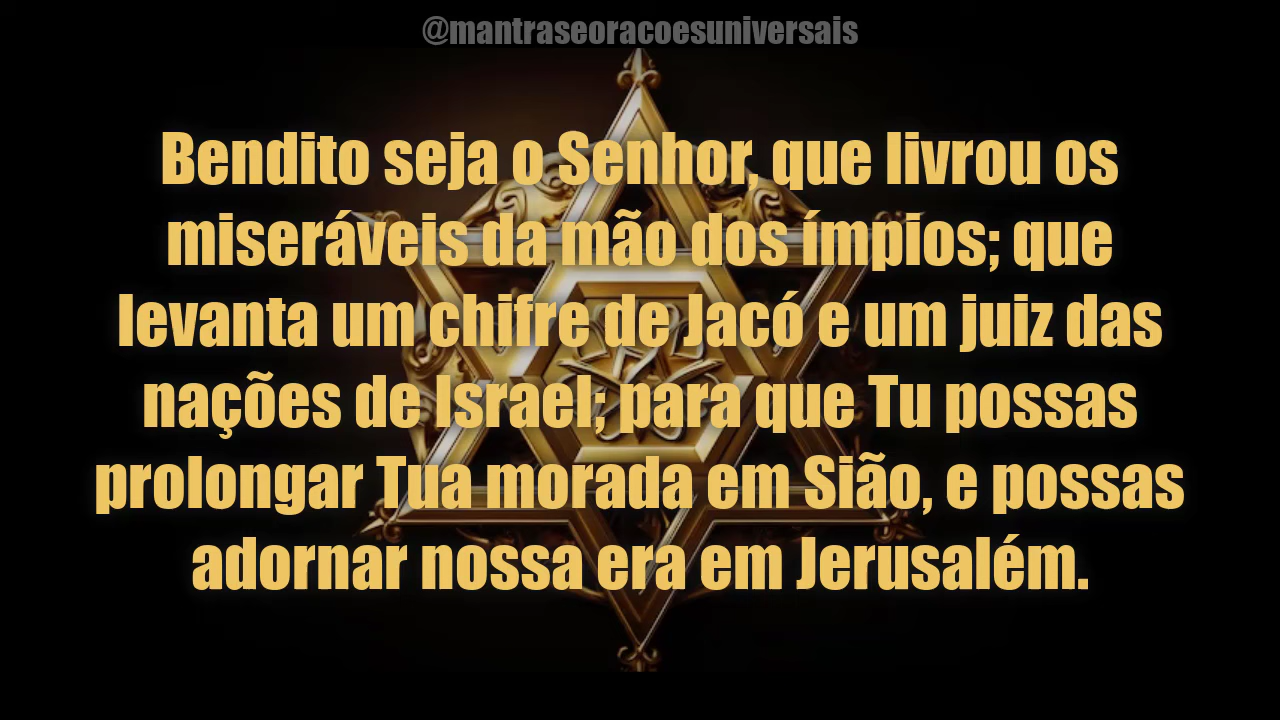 @mantraseoracoesuniversais
Bendito seja o Senhor, que livrou os
miseráveis da mão dos ímpios; que
levanta um chifre de Jacó e um juiz das
nações de Israel; para que Tu possas
prolongar Tua morada em Sião, e possas
adornar nossa era em Jerusalém.